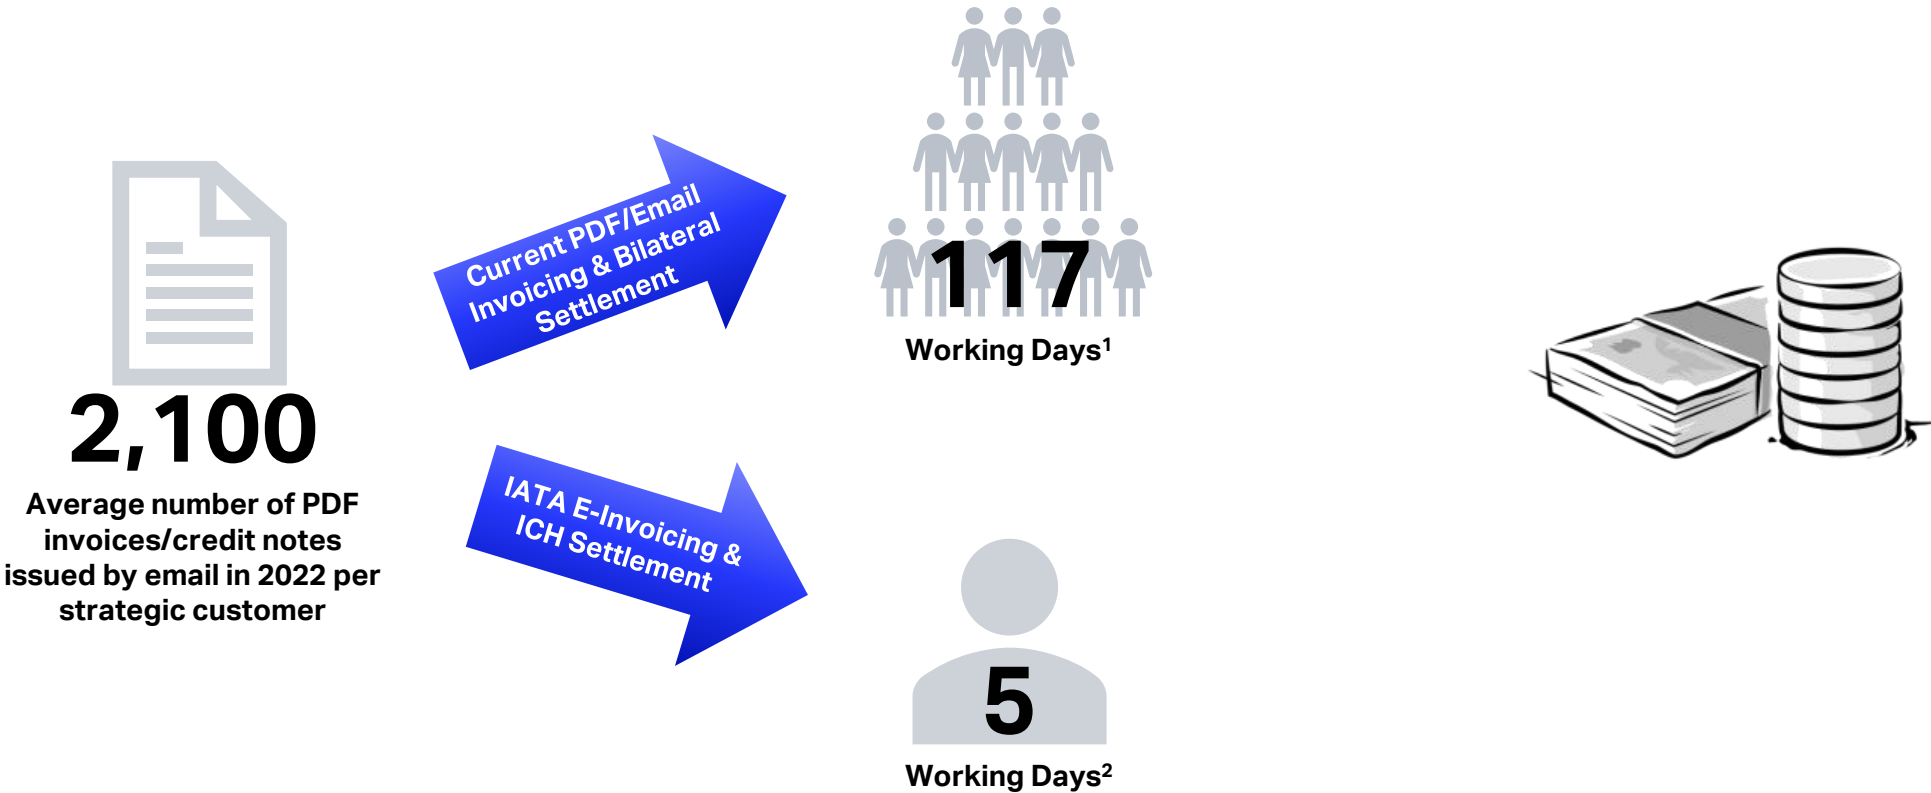 2,100
Average number of PDF
invoices/credit notes
issued by email in 2022 per
strategic customer
Current PDF/Email
Invoicing & Bilateral
Settlement
117
Working Days¹
IATA E-Invoicing &
ICH Settlement
5
Working Days²